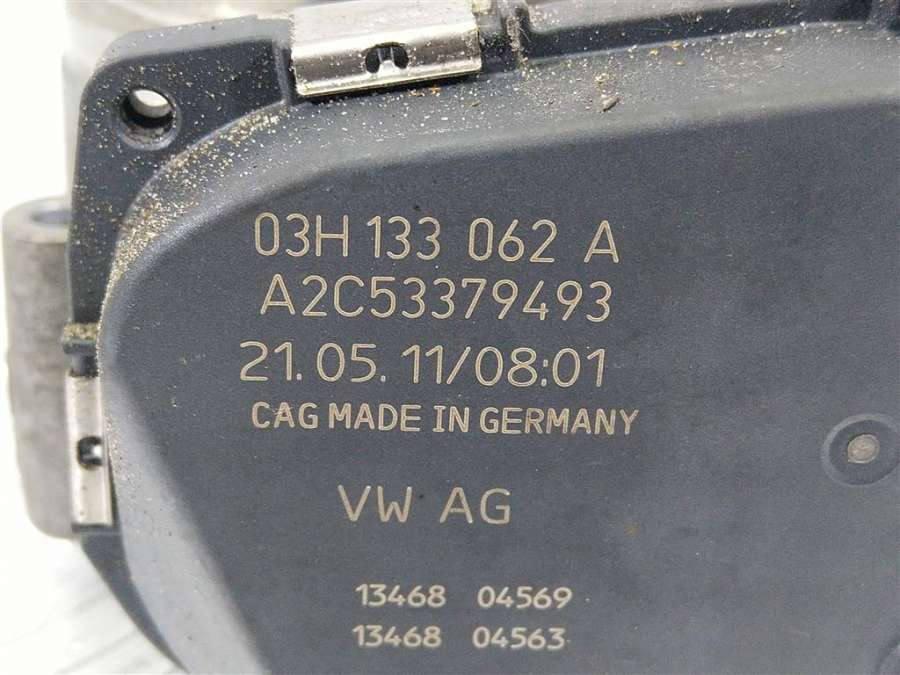 03H 133 062 A
A2C53379493
21.05.11/08:01
CAG MADE IN GERMANY
VW AG
13468 04569
13468 04563